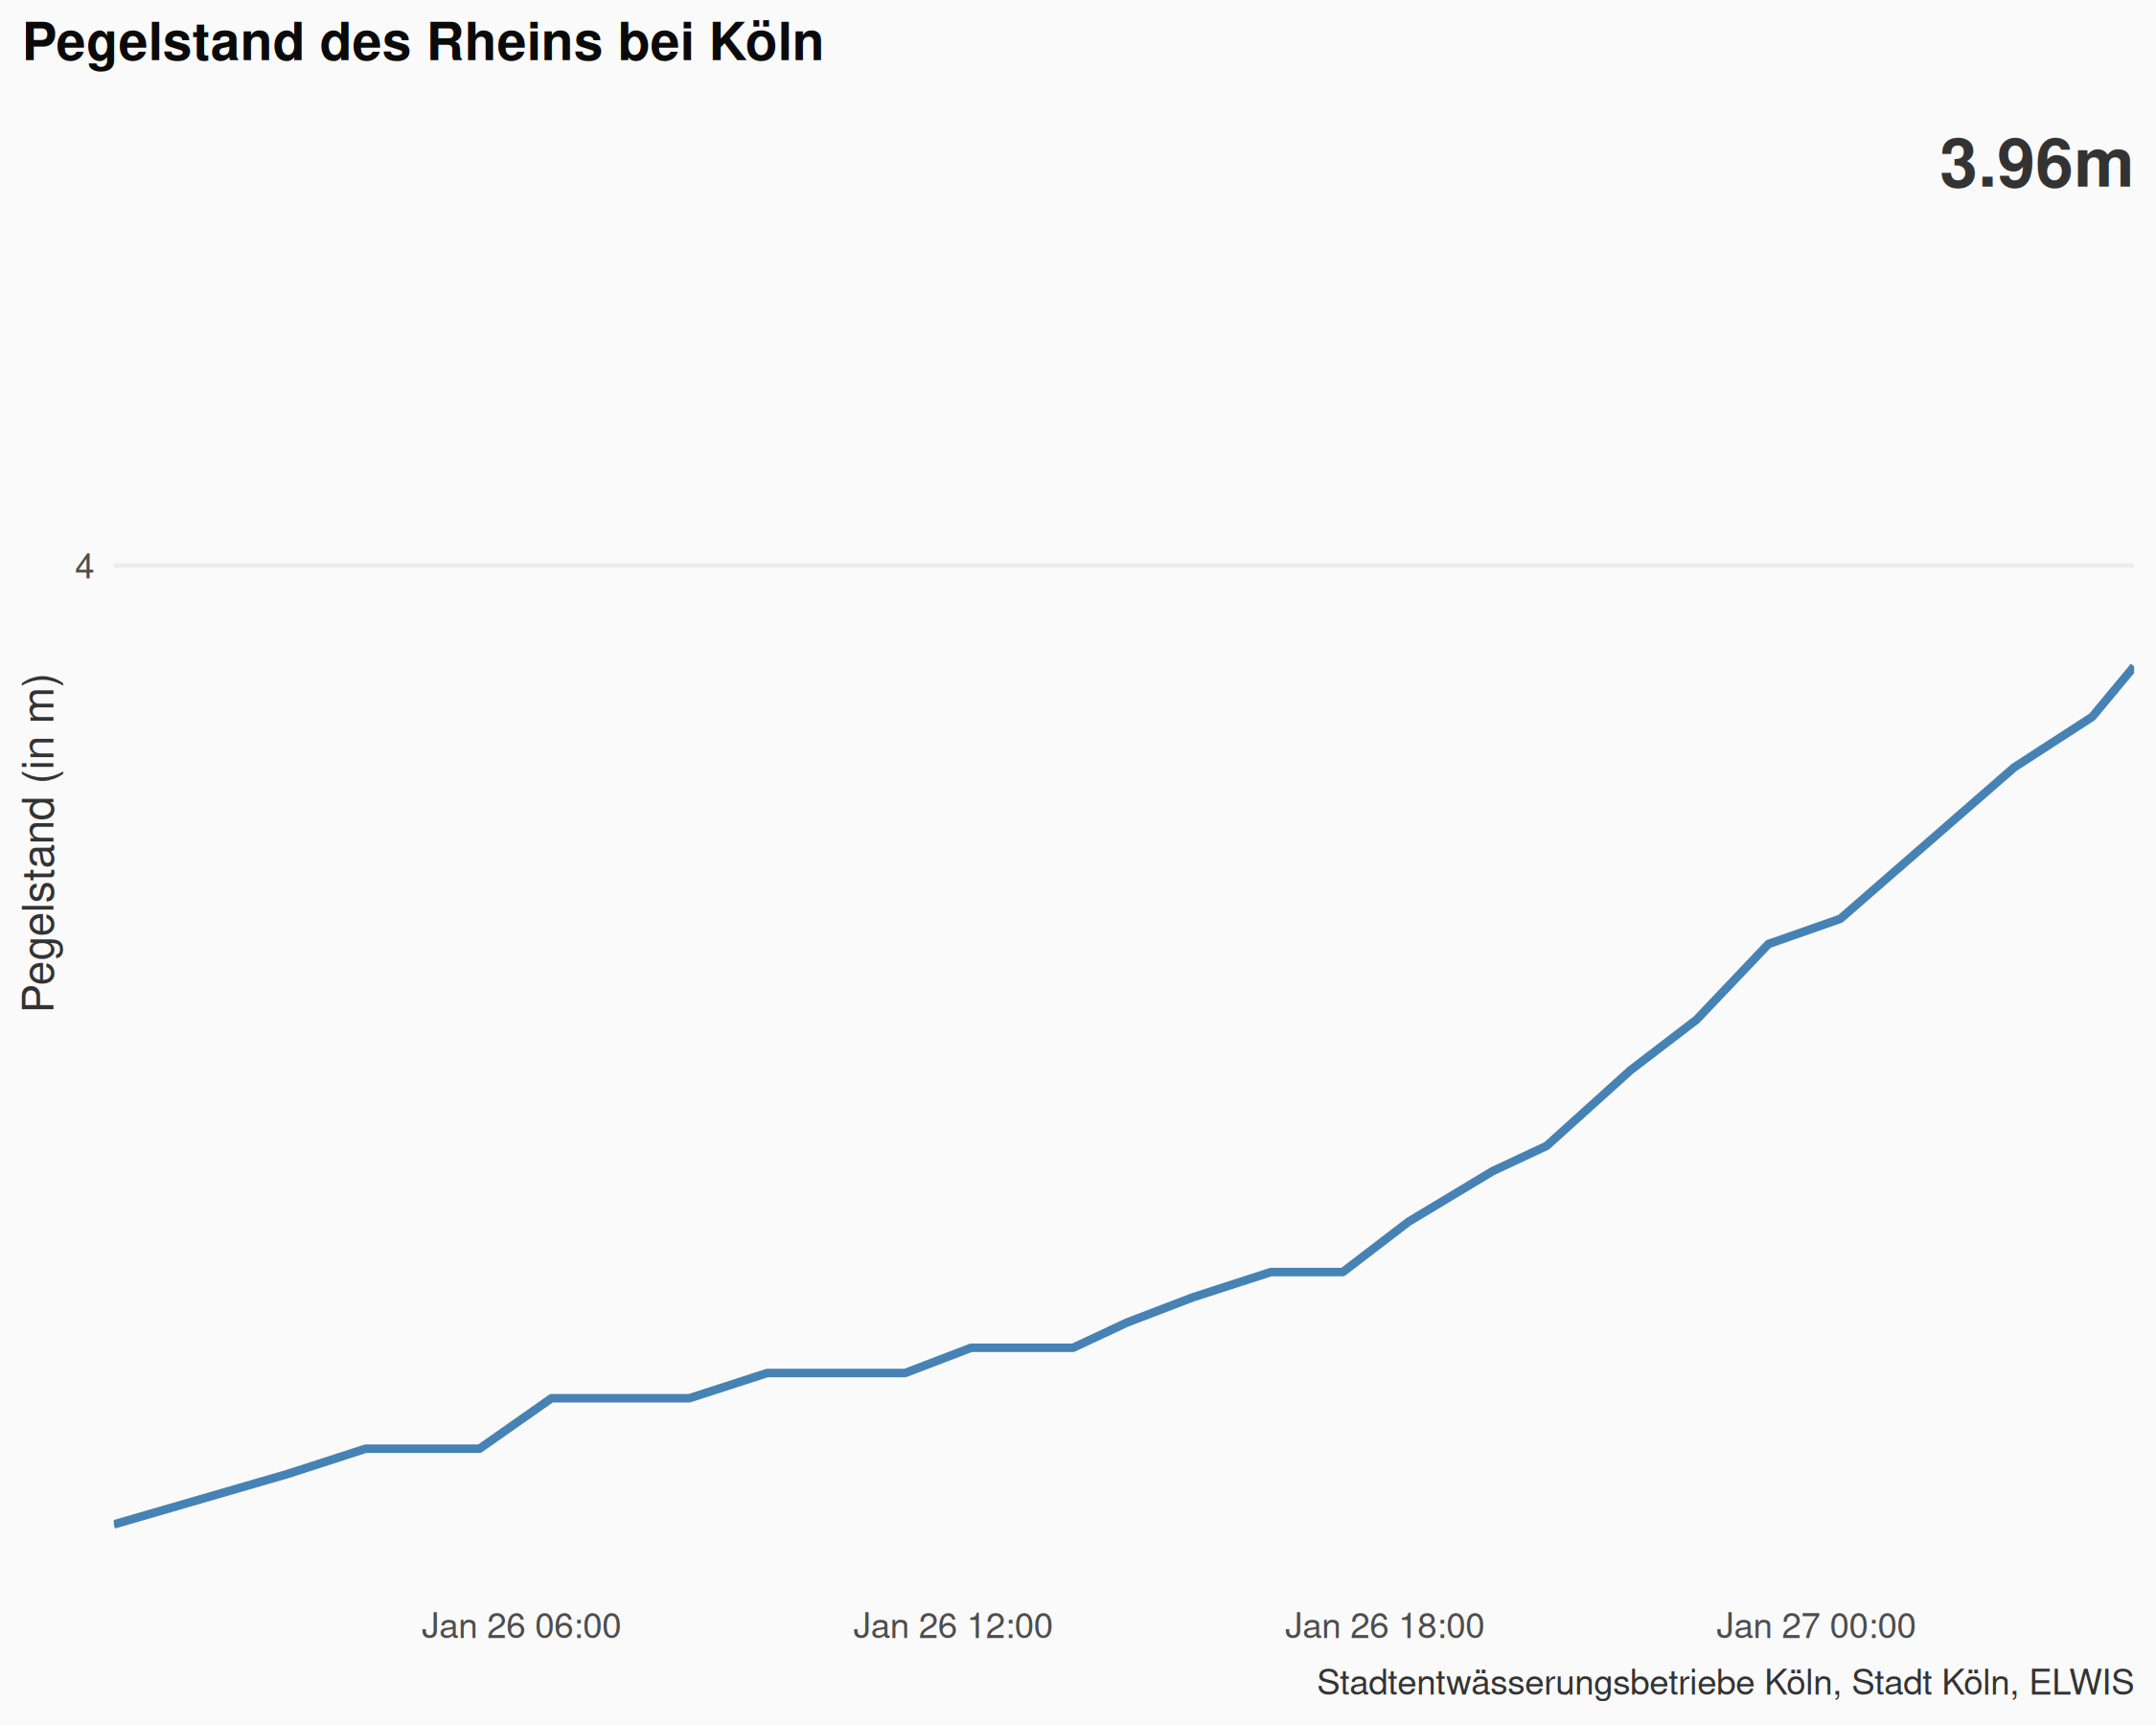 Pegelstand des Rheins bei Köln
3.96m
4
Pegelstand (in m)
Jan 26 06:00
Jan 26 12:00
Jan 26 18:00
Jan 27 00:00
Stadtentwässerungsbetriebe Köln, Stadt Köln, ELWIS